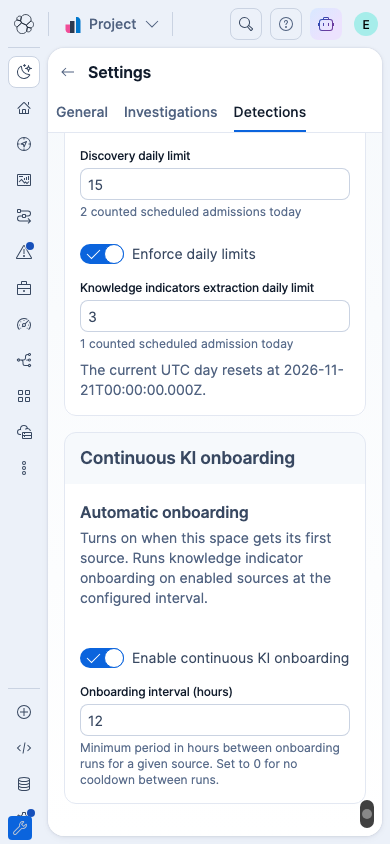 Project
E
Settings
General Investigations Detections
Discovery daily limit
15
2 counted scheduled admissions today
Enforce daily limits
Knowledge indicators extraction daily limit
3
1 counted scheduled admission today
The current UTC day resets at 2026-11-
21T00:00:00.000Z.
Continuous KI onboarding
Automatic onboarding
Turns on when this space gets its first
source. Runs knowledge indicator
onboarding on enabled sources at the
configured interval.
Enable continuous KI onboarding
Onboarding interval (hours)
12
Minimum period in hours between onboarding
runs for a given source. Set to 0 for no
cooldown between runs.